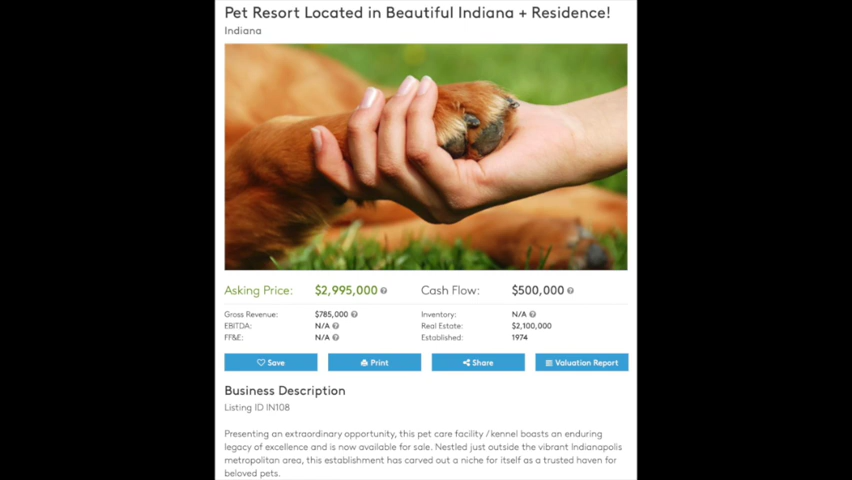 Pet Resort Located in Beautiful Indiana + Residence!
Indiana
Asking Price: $2,995,000 Cash Flow: $500,000
Gross Revenue: $785,000 Inventory: N/A
EBITDA: N/A Real Estate: $2,100,000
FF&E: N/A Established: 1974
Save Print Share Valuation Report
Business Description
Listing ID IN108
Presenting an extraordinary opportunity, this pet care facility / kennel boasts an enduring
legacy of excellence and is now available for sale. Nestled just outside the vibrant Indianapolis
metropolitan area, this establishment has carved out a niche for itself as a trusted haven for
beloved pets.